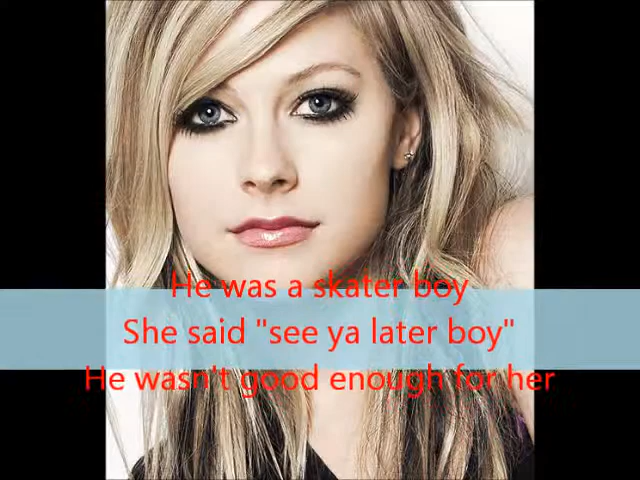 He was a skater boy
She said "see ya later boy"
He wasn't good enough for her